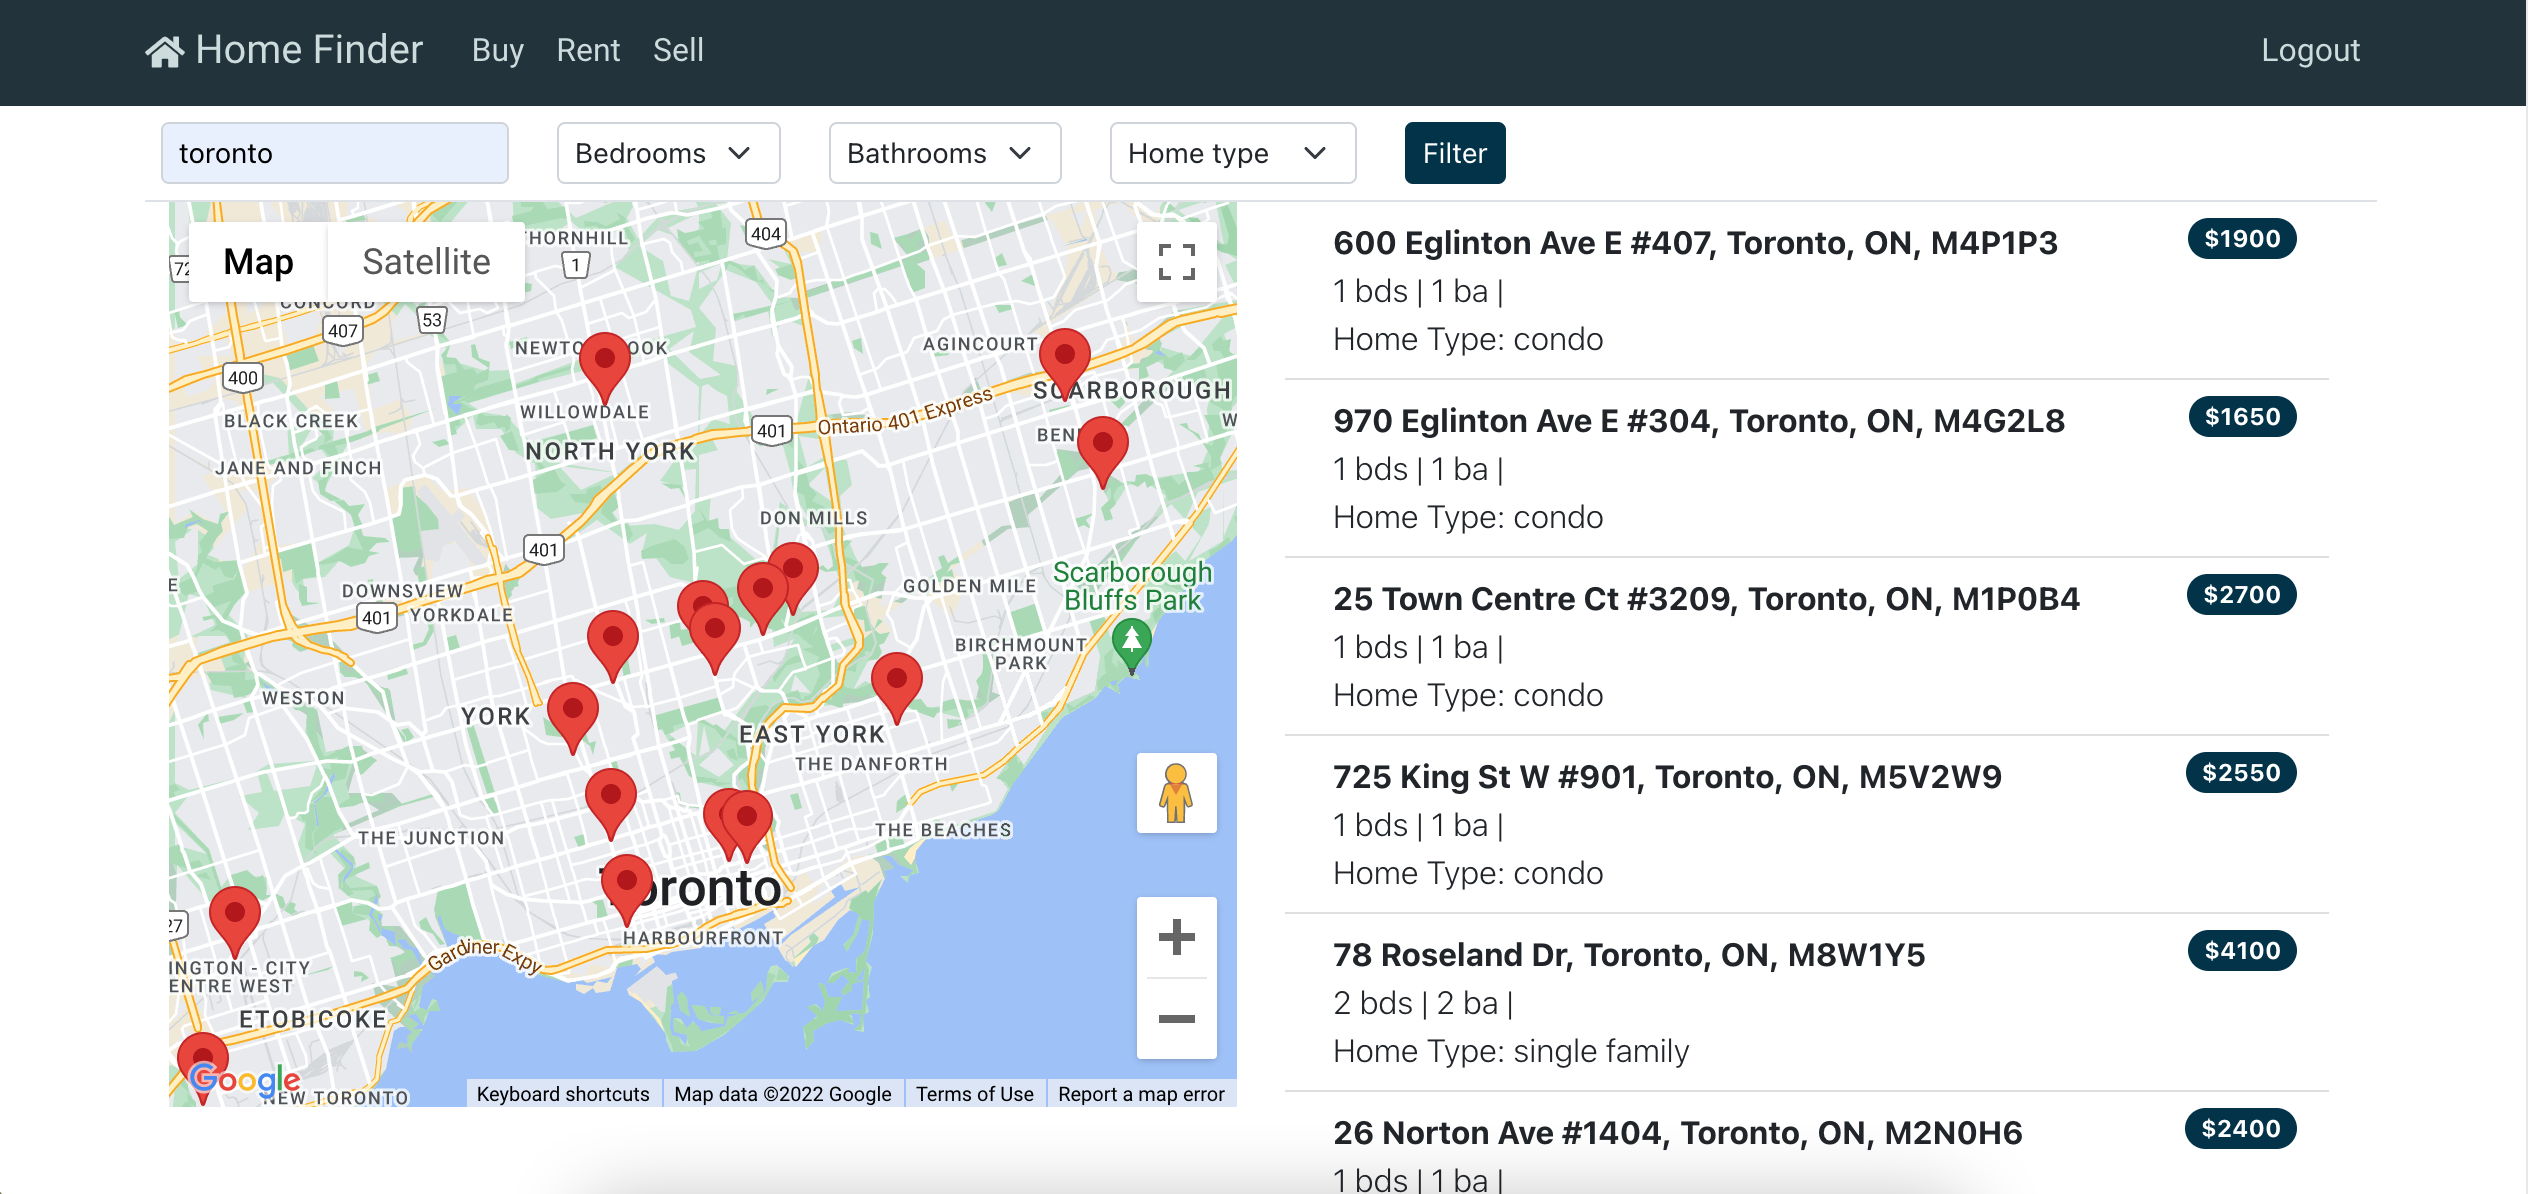 Home Finder Buy Rent Sell Logout
toronto Bedrooms Bathrooms Home type Filter
Map Satellite
THORNHILL
404
1
72
CONCORD
407
53
NEWTO OOK
AGINCOURT
400
WILLOWDALE
SCARBOROUGH
BLACK CREEK
401
Ontario 401 Express
BEN
W
NORTH YORK
JANE AND FINCH
DON MILLS
401
E
DOWNSVIEW
GOLDEN MILE
Scarborough
Bluffs Park
401
YORKDALE
BIRCHMOUNT
PARK
WESTON
YORK
EAST YORK
THE DANFORTH
THE JUNCTION
THE BEACHES
Toronto
27
HARBOURFRONT
Gardiner Expy
INGTON - CITY
ENTRE WEST
ETOBICOKE
Google
NEW TORONTO
Keyboard shortcuts Map data ©2022 Google Terms of Use Report a map error
600 Eglinton Ave E #407, Toronto, ON, M4P1P3 $1900
1 bds | 1 ba |
Home Type: condo
970 Eglinton Ave E #304, Toronto, ON, M4G2L8 $1650
1 bds | 1 ba |
Home Type: condo
25 Town Centre Ct #3209, Toronto, ON, M1P0B4 $2700
1 bds | 1 ba |
Home Type: condo
725 King St W #901, Toronto, ON, M5V2W9 $2550
1 bds | 1 ba |
Home Type: condo
78 Roseland Dr, Toronto, ON, M8W1Y5 $4100
2 bds | 2 ba |
Home Type: single family
26 Norton Ave #1404, Toronto, ON, M2N0H6 $2400
1 bds | 1 ba |